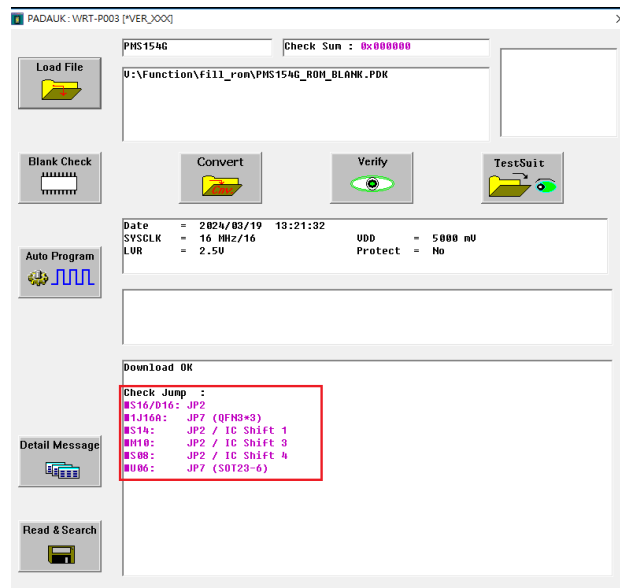 PADAUK : WRT-P003 [*VER_XXX]
Load File
PMS154G
Check Sum : 0x000000
V:\Function\fill_rom\PMS154G_ROM_BLANK.PDK
Blank Check
Convert
Cnv.
Verify
TestSuit
Auto Program
Date = 2024/03/19 13:21:32
SYSCLK = 16 MHz/16 VDD = 5000 mV
LVR = 2.5V Protect = No
Download OK
Check Jump :
■S16/D16: JP2
■1J16A: JP7 (QFN3*3)
■S14: JP2 / IC Shift 1
■M10: JP2 / IC Shift 3
■S08: JP2 / IC Shift 4
■U06: JP7 (SOT23-6)
Detail Message
Read & Search